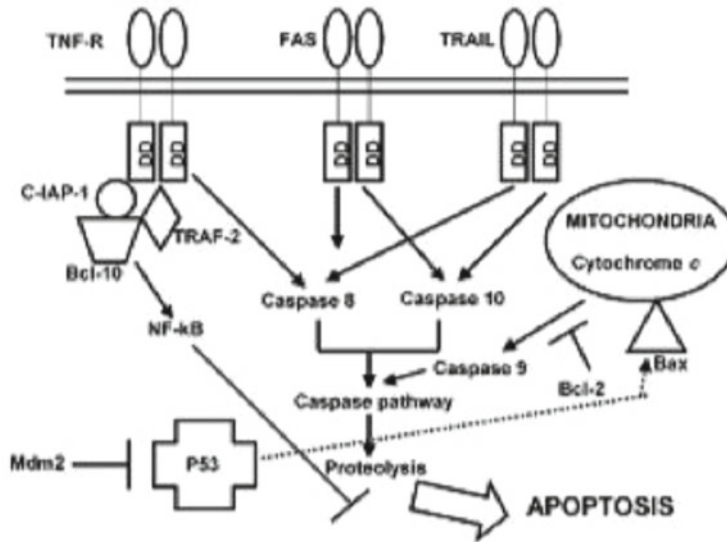 TNF-R
FAS
TRAIL
DD
DD
DD
DD
DD
DD
C-IAP-1
TRAF-2
Bcl-10
MITOCHONDRIA
Cytochrome c
Caspase 8
Caspase 10
NF-kB
Caspase 9
Bax
Bcl-2
Caspase pathway
Mdm2
P53
Proteolysis
APOPTOSIS